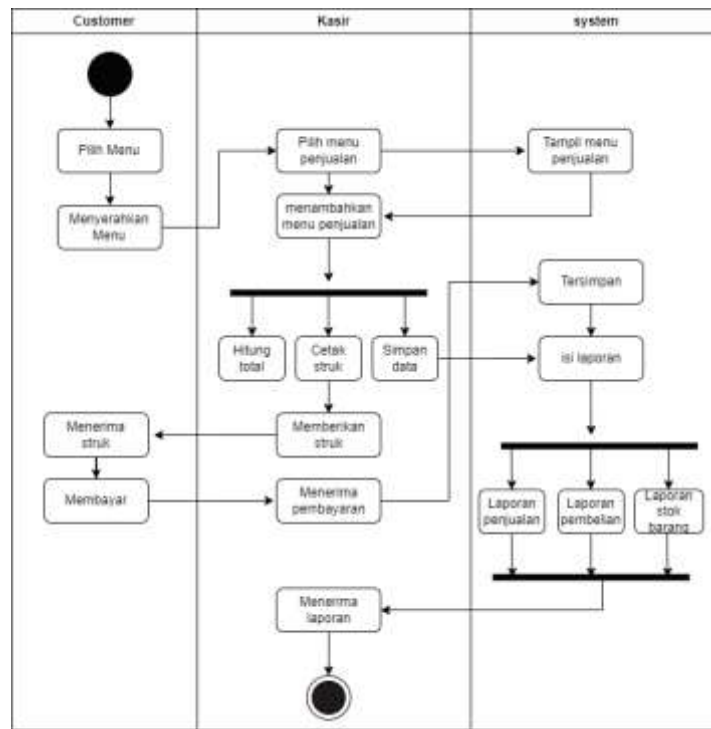 Customer
Kasir
system
Pilih Menu
Pilih menu
penjualan
Tampil menu
penjualan
Menyerahkan
Menu
menambahkan
menu penjualan
Tersimpan
Hitung
total
Cetak
struk
Simpan
data
isi laporan
Menerima
struk
Memberikan
struk
Membayar
Menerima
pembayaran
Laporan
penjualan
Laporan
pembelian
Laporan
stok
barang
Menerima
laporan